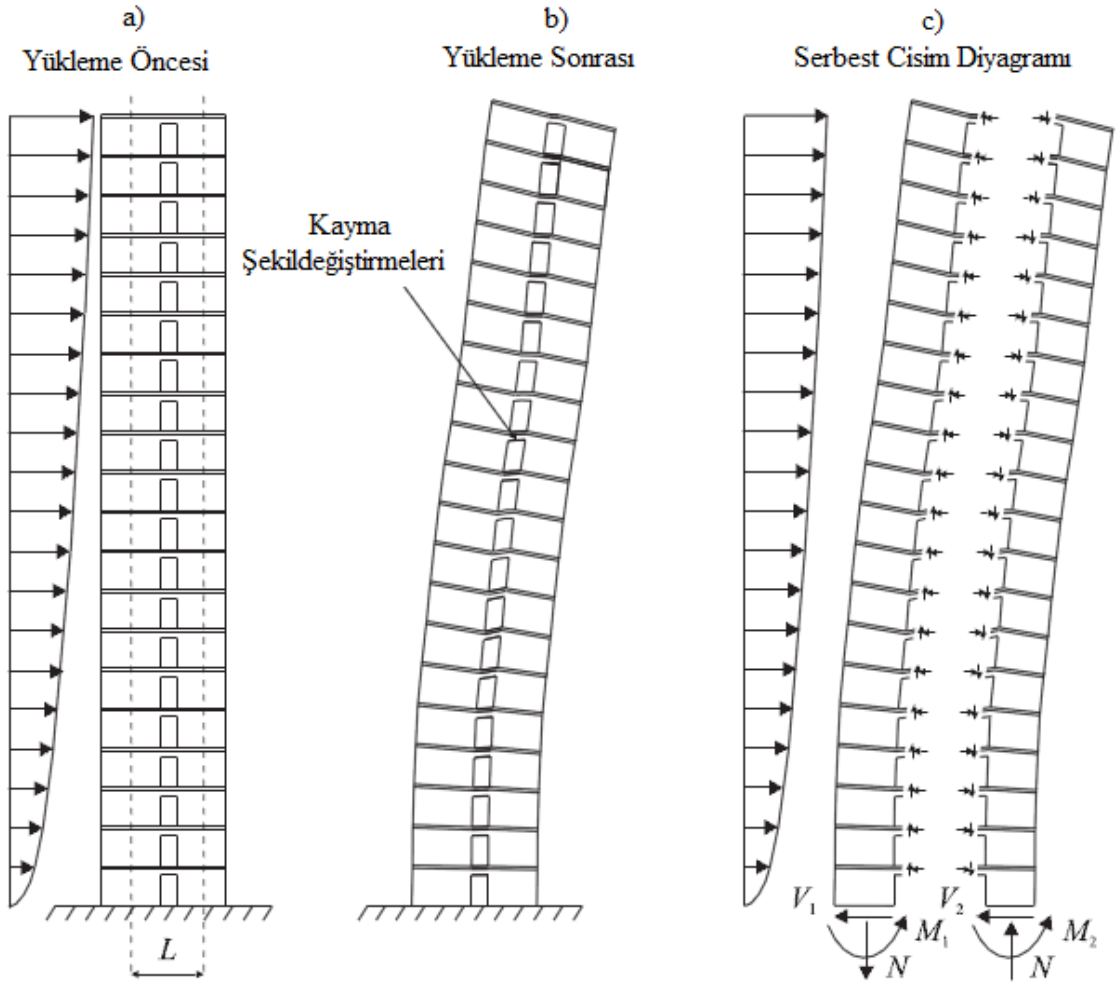 a)
Yükleme Öncesi
b)
Yükleme Sonrası
c)
Serbest Cisim Diyagramı
Kayma
Şekildeğiştirmeleri
L
V₁
M₁
N
V₂
M₂
N